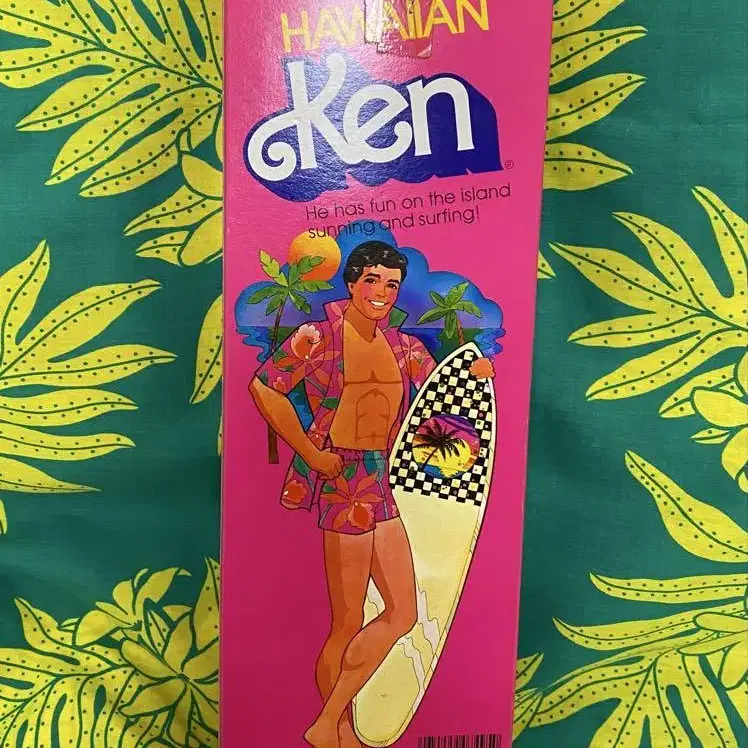 HAWAIIAN
Ken®
He has fun on the island
sunning and surfing!